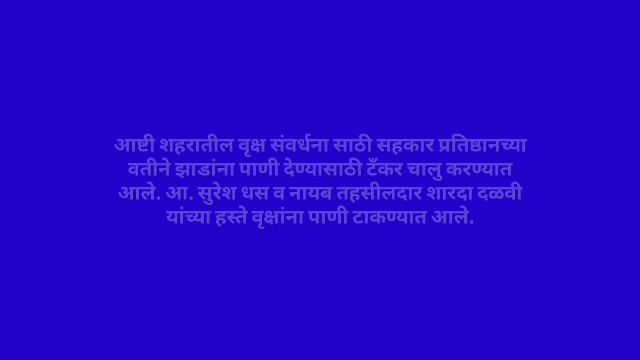 आष्टी शहरातील वृक्ष संवर्धना साठी सहकार प्रतिष्ठानच्या
वतीने झाडांना पाणी देण्यासाठी टँकर चालु करण्यात
आले. आ. सुरेश धस व नायब तहसीलदार शारदा दळवी
यांच्या हस्ते वृक्षांना पाणी टाकण्यात आले.